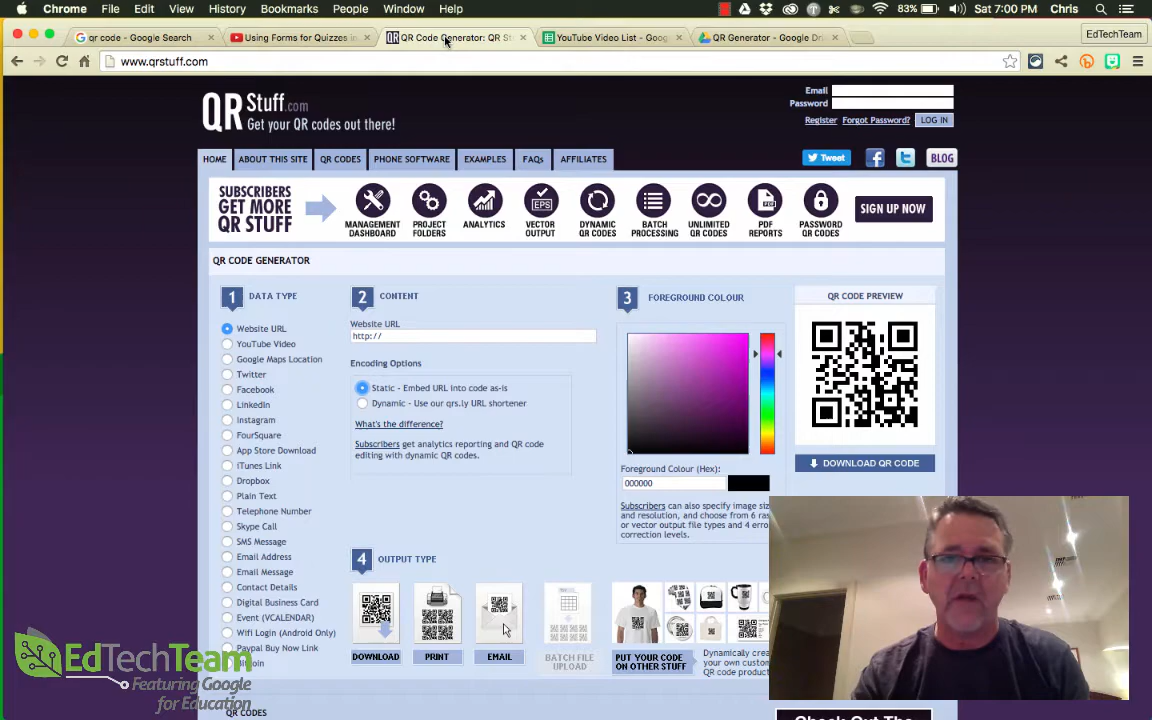 Chrome File Edit View History Bookmarks People Window Help 83% Sat 7:00 PM Chris
qr code - Google Search
Using Forms for Quizzes in
QR Code Generator: QR St
YouTube Video List - Goog
QR Generator - Google Dri
EdTechTeam
www.qrstuff.com
QR Stuff.com
Get your QR codes out there!
Email
Password
Register Forgot Password? LOG IN
HOME ABOUT THIS SITE QR CODES PHONE SOFTWARE EXAMPLES FAQs AFFILIATES
Tweet BLOG
SUBSCRIBERS
GET MORE
QR STUFF
MANAGEMENT
DASHBOARD
PROJECT
FOLDERS
ANALYTICS
EPS
VECTOR
OUTPUT
DYNAMIC
QR CODES
BATCH
PROCESSING
UNLIMITED
QR CODES
PDF
PDF
REPORTS
PASSWORD
QR CODES
SIGN UP NOW
QR CODE GENERATOR
1 DATA TYPE
Website URL
YouTube Video
Google Maps Location
Twitter
Facebook
LinkedIn
Instagram
FourSquare
App Store Download
iTunes Link
Dropbox
Plain Text
Telephone Number
Skype Call
SMS Message
Email Address
Email Message
Contact Details
Digital Business Card
Event (VCALENDAR)
Wifi Login (Android Only)
Paypal Buy Now Link
2 CONTENT
Website URL
http://
Encoding Options
Static - Embed URL into code as-is
Dynamic - Use our qrs.ly URL shortener
What's the difference?
Subscribers get analytics reporting and QR code
editing with dynamic QR codes.
3 FOREGROUND COLOUR
Foreground Colour (Hex):
000000
Subscribers can also specify image siz
and resolution, and choose from 6 ras
or vector output file types and 4 erro
correction levels.
QR CODE PREVIEW
DOWNLOAD QR CODE
4 OUTPUT TYPE
DOWNLOAD
PRINT
EMAIL
BATCH FILE
UPLOAD
PUT YOUR CODE
ON OTHER STUFF
Dynamically crea
your own custom
QR code produc
QR CODES
Check Out The
EdTechTeam
Featuring Google
for Education